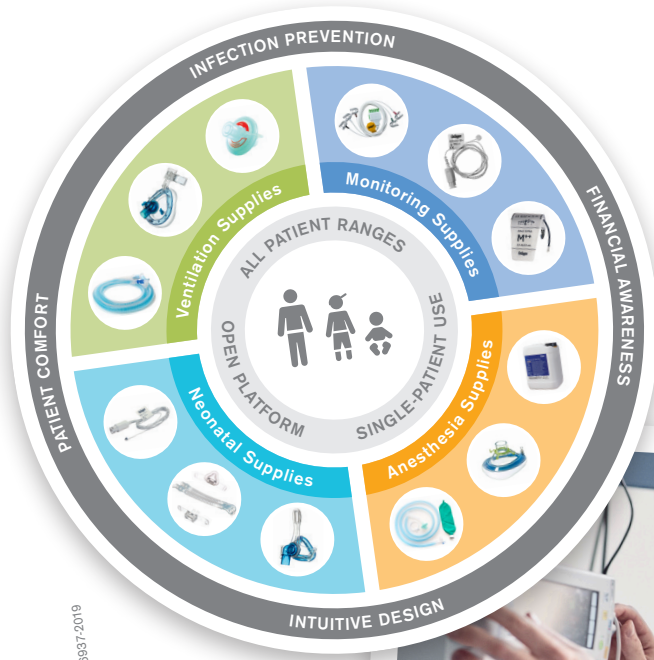 INFECTION PREVENTION
FINANCIAL AWARENESS
INTUITIVE DESIGN
PATIENT COMFORT
Ventilation Supplies
Monitoring Supplies
Anesthesia Supplies
Neonatal Supplies
ALL PATIENT RANGES
SINGLE-PATIENT USE
OPEN PLATFORM
M++
6937-2019